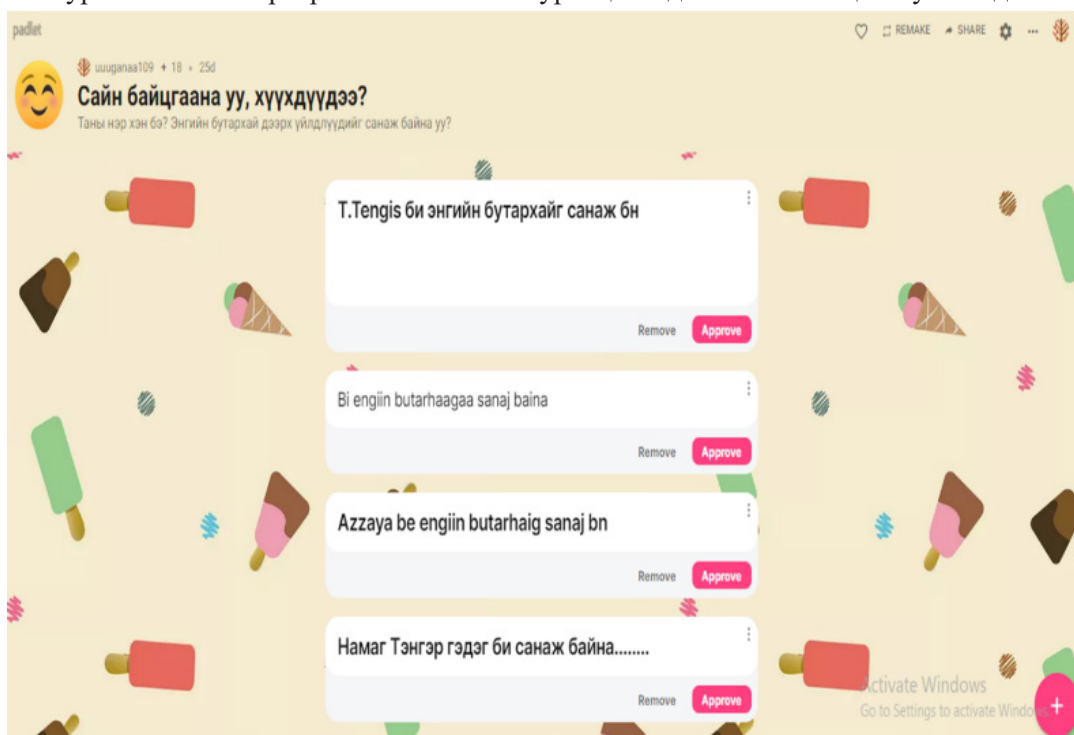 padlet
REMAKE SHARE ...
uuuganaa109 + 18 • 25d
Сайн байцгаана уу, хүүхдүүдээ?
Таны нэр хэн бэ? Энгийн бутархай дээрх үйлдлүүдийг санаж байна уу?
T.Tengis би энгийн бутархайг санаж бн
Remove Approve
Bi engiin butarhaagaa sanaj baina
Remove Approve
Azzaya be engiin butarhaig sanaj bn
Remove Approve
Намаг Тэнгэр гэдэг би санаж байна........
Remove Approve
Activate Windows
Go to Settings to activate Windows.